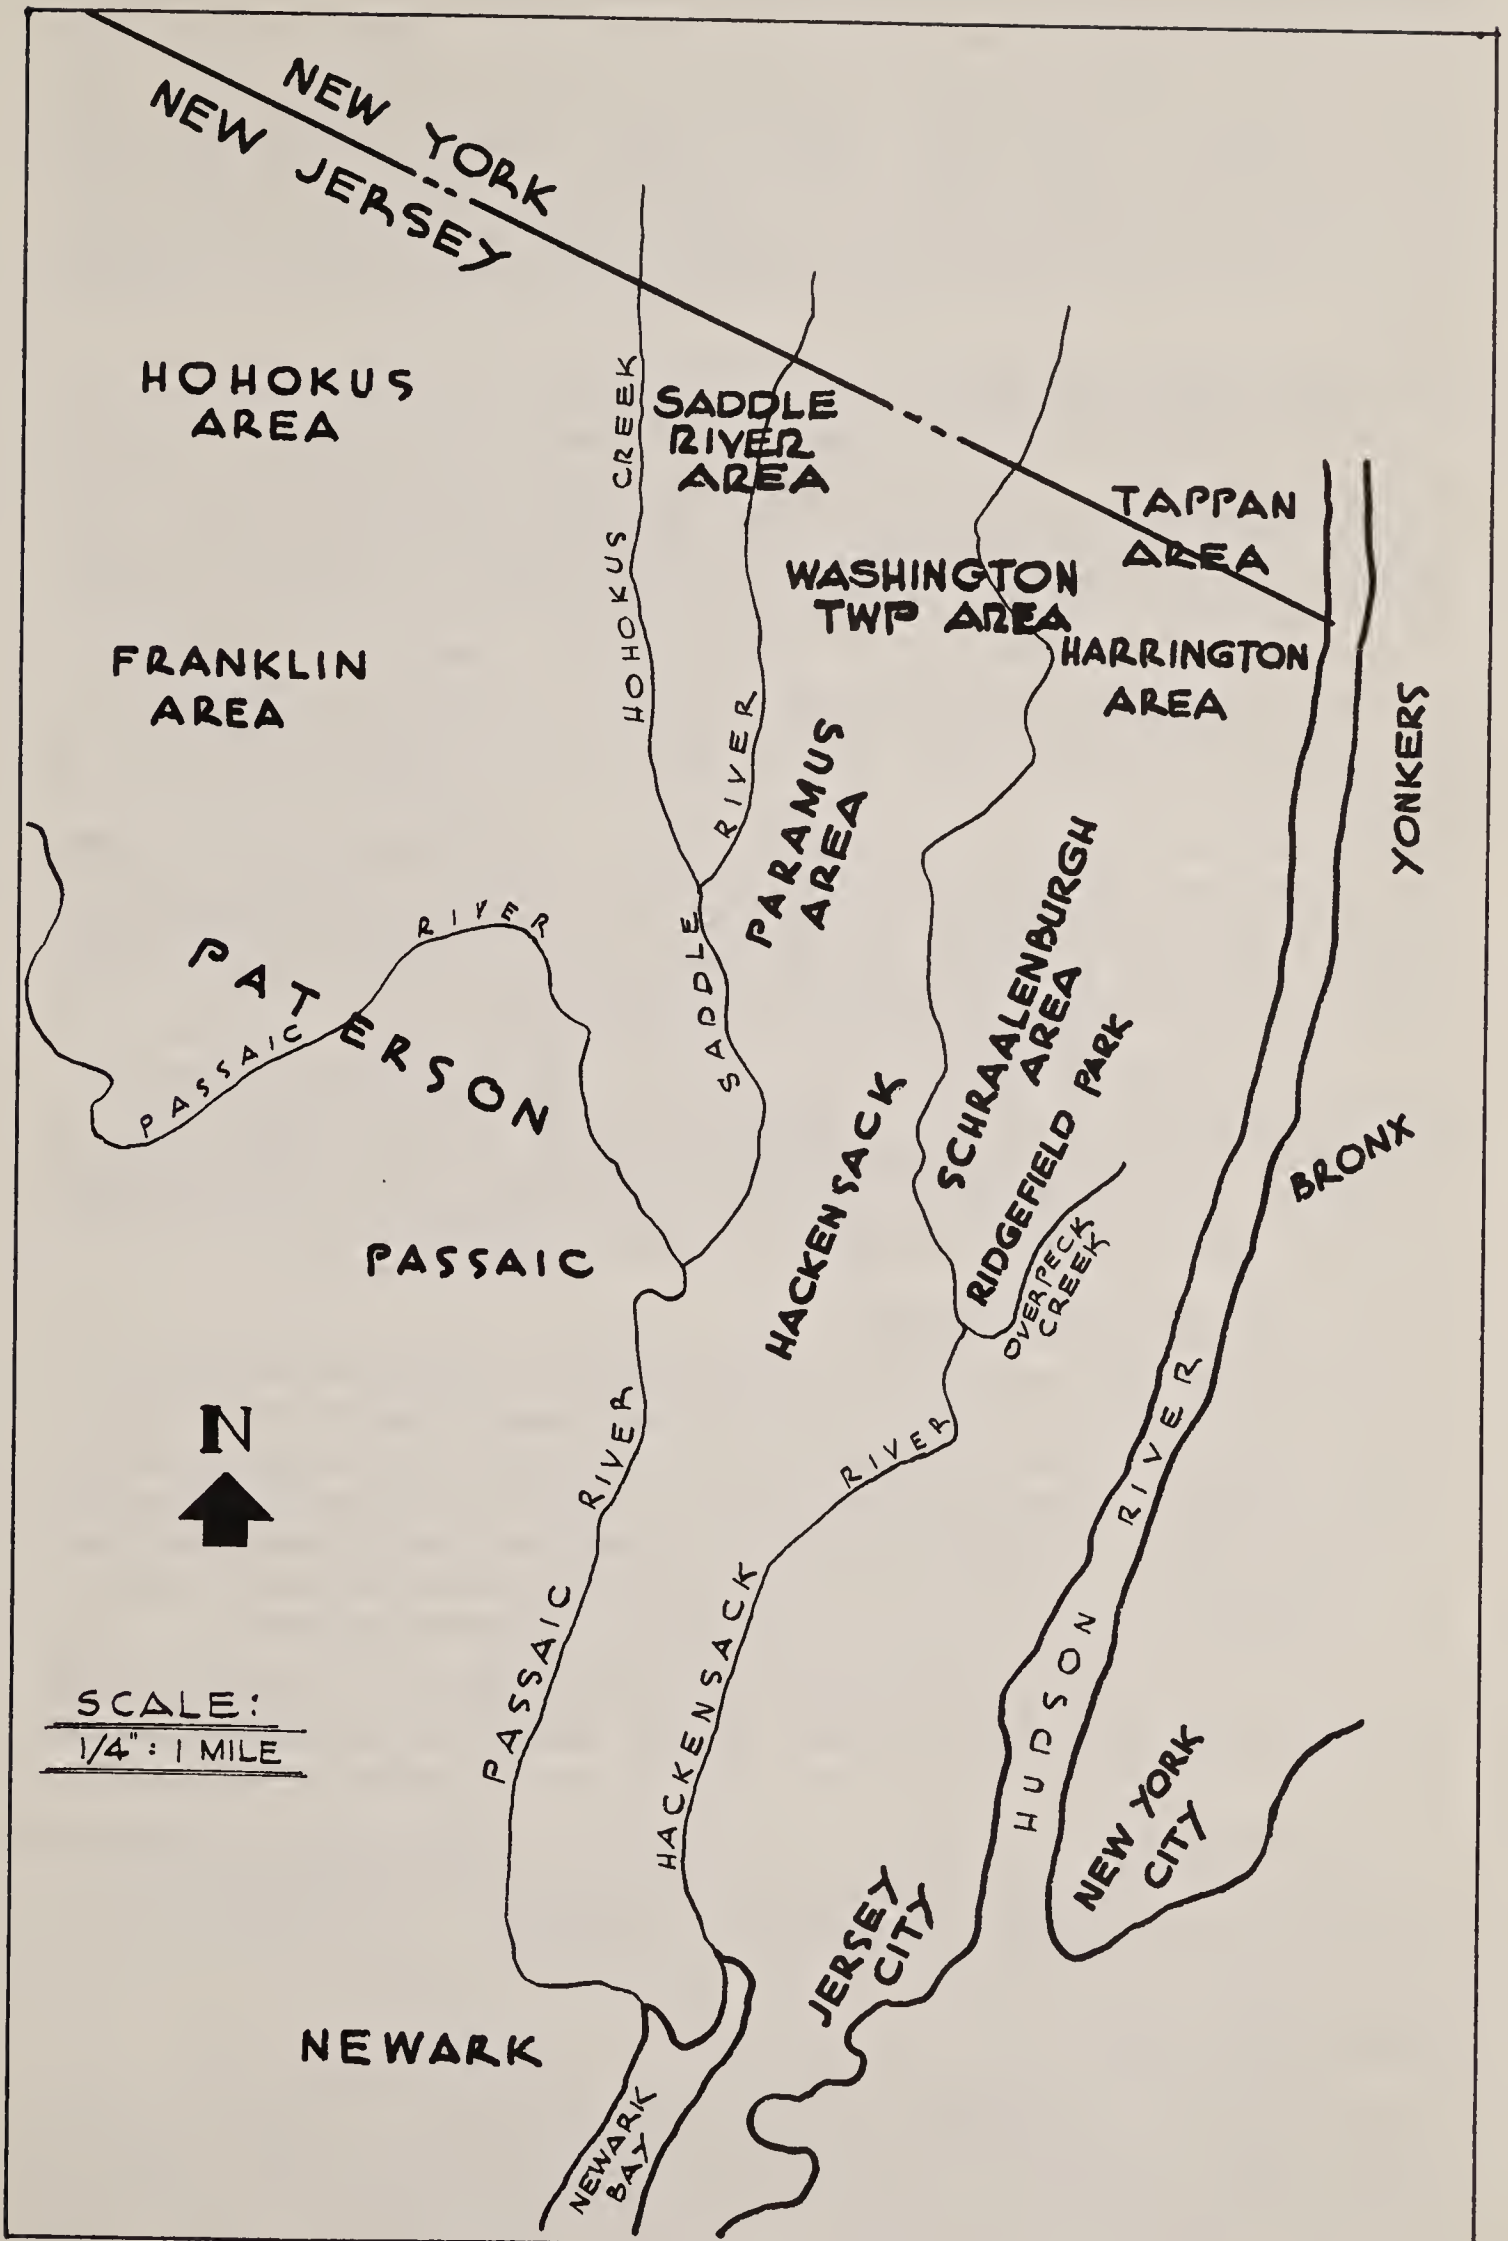 NEW YORK
NEW JERSEY
HOHOKUS
AREA
HOHOKUS CREEK
SADDLE
RIVER
AREA
TAPPAN
AREA
WASHINGTON
TWP AREA
HARRINGTON
AREA
FRANKLIN
AREA
SADDLE RIVER
PARAMUS
AREA
YONKERS
SCHRAALENBURGH
AREA
PATERSON
PASSAIC RIVER
RIDGEFIELD PARK
HACKENSACK
BRONX
OVERPECK
CREEK
PASSAIC
N
PASSAIC RIVER
HACKENSACK RIVER
HUDSON RIVER
SCALE:
1/4" : 1 MILE
NEW YORK
CITY
JERSEY
CITY
NEWARK
NEWARK
BAY